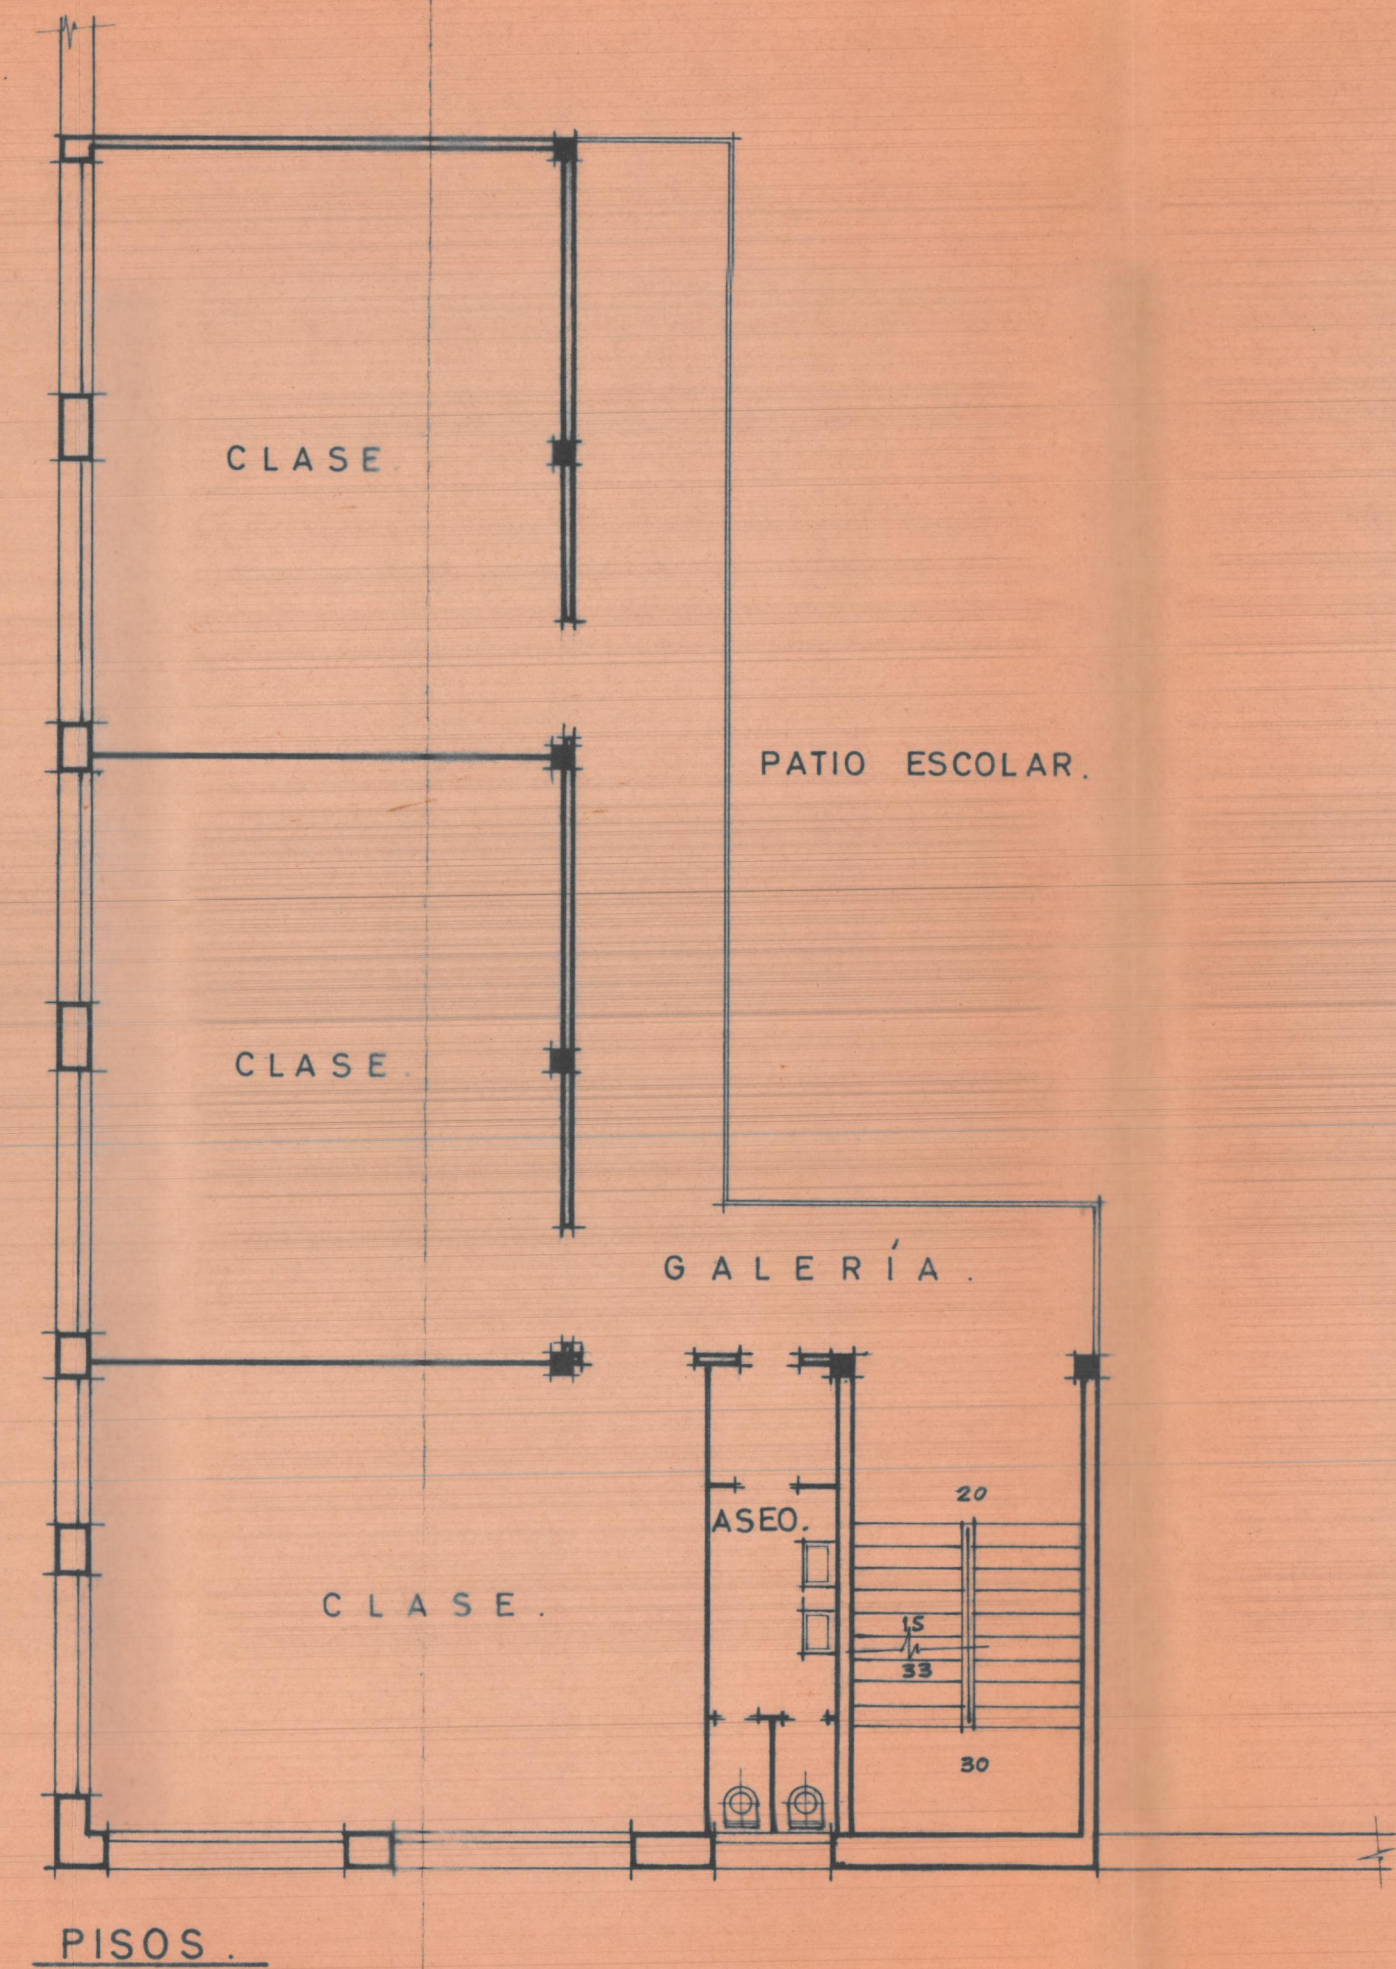 CLASE
PATIO ESCOLAR.
CLASE.
GALERÍA.
ASEO.
20
CLASE.
15
33
30
PISOS.